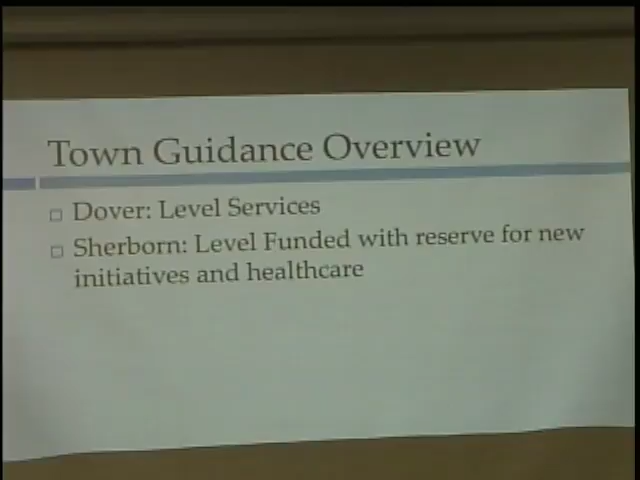 Town Guidance Overview
Dover: Level Services
Sherborn: Level Funded with reserve for new
initiatives and healthcare